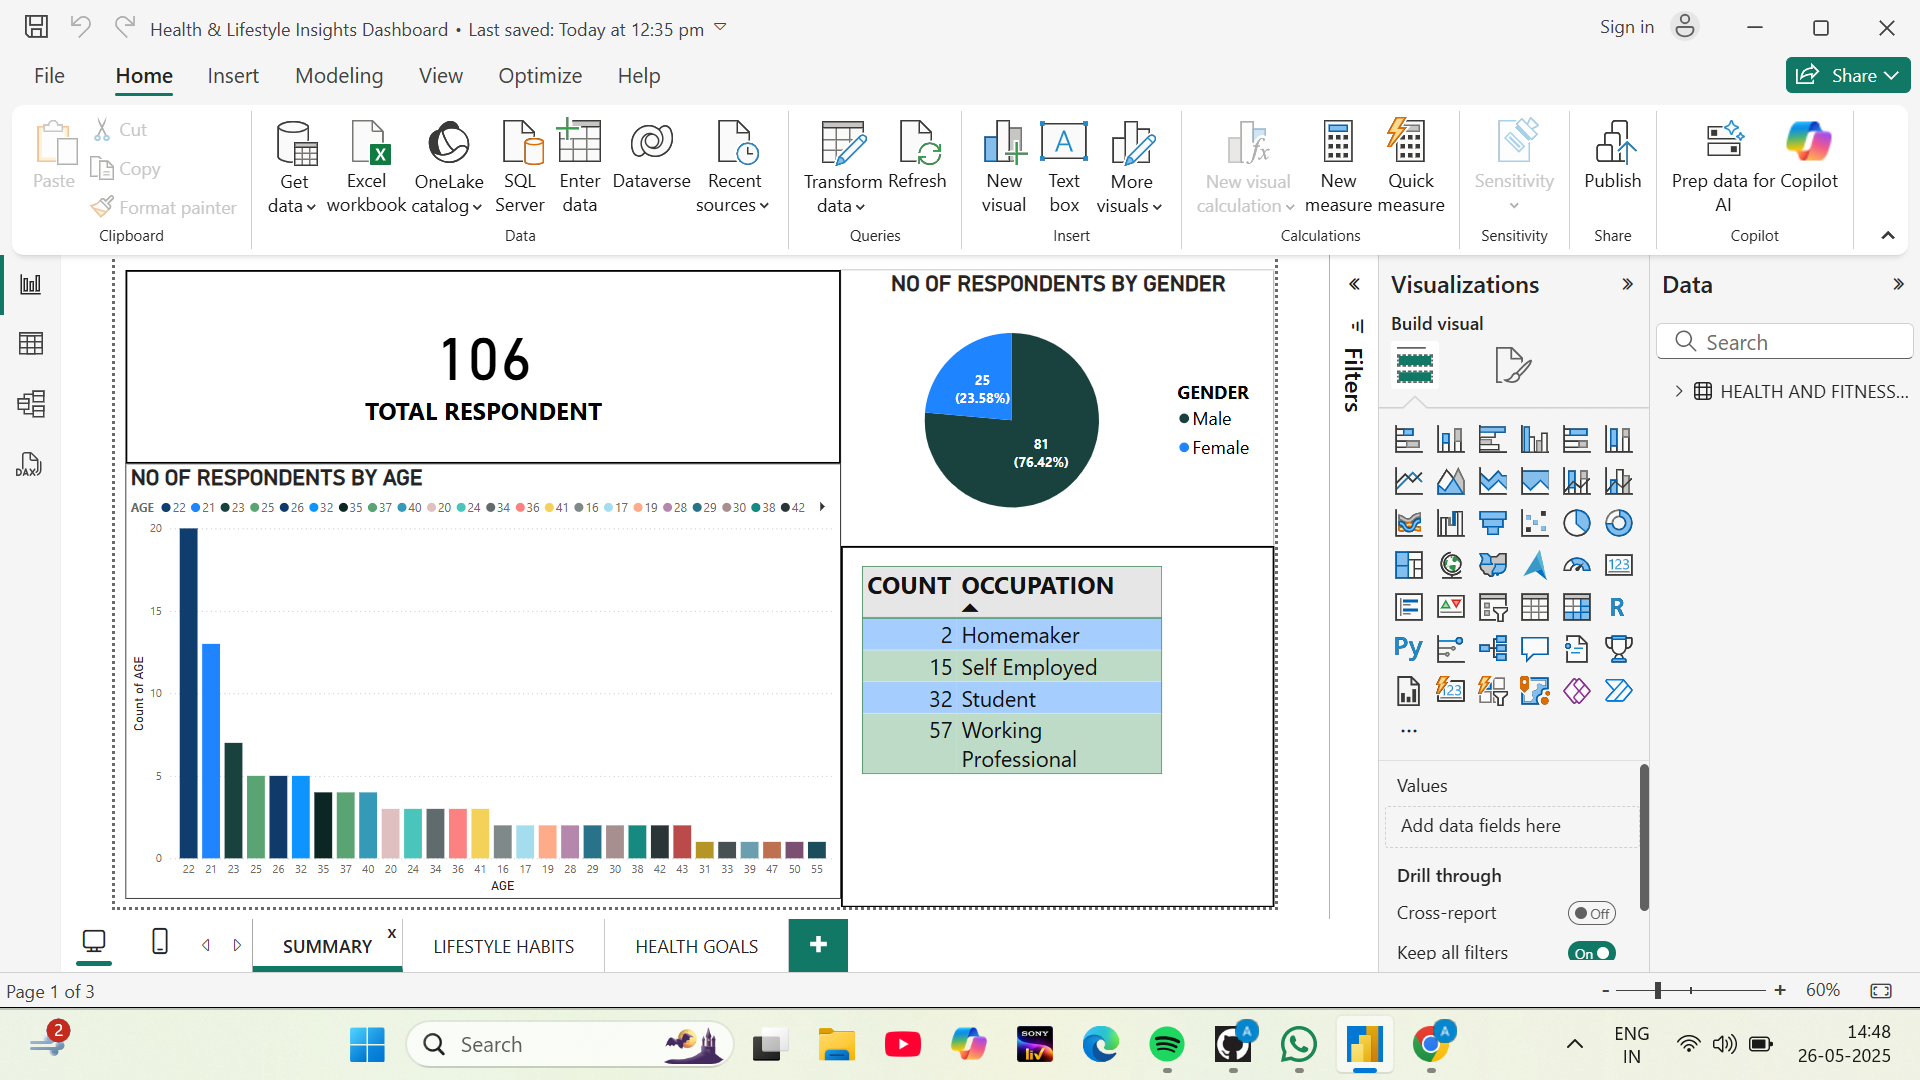 Health & Lifestyle Insights Dashboard • Last saved: Today at 12:35 pm
Sign in
File Home Insert Modeling View Optimize Help
Share
Paste
Cut
Copy
Format painter
Clipboard
Get data
Excel workbook
OneLake catalog
SQL Server
Enter data
Dataverse
Recent sources
Data
Transform data
Refresh
Queries
New visual
Text box
More visuals
Insert
New visual calculation
New measure
Quick measure
Calculations
Sensitivity
Sensitivity
Publish
Share
Prep data for AI
Copilot
Copilot
106
TOTAL RESPONDENT
NO OF RESPONDENTS BY GENDER
25
(23.58%)
81
(76.42%)
GENDER
Male
Female
NO OF RESPONDENTS BY AGE
AGE 22 21 23 25 26 32 35 37 40 20 24 34 36 41 16 17 19 28 29 30 38 42
20
15
10
5
0
Count of AGE
22 21 23 25 26 32 35 37 40 20 24 34 36 41 16 17 19 28 29 30 38 42 43 31 33 39 47 50 55
AGE
COUNT OCCUPATION
2 Homemaker
15 Self Employed
32 Student
57 Working
Professional
Filters
Visualizations
Build visual
123
R
Py
123
...
Values
Add data fields here
Drill through
Cross-report
Off
Keep all filters
On
Data
Search
HEALTH AND FITNESS...
DAX
SUMMARY x
LIFESTYLE HABITS
HEALTH GOALS
+
Page 1 of 3
- + 60%
2
Search
SONY
liv
A
A
ENG
IN
14:48
26-05-2025